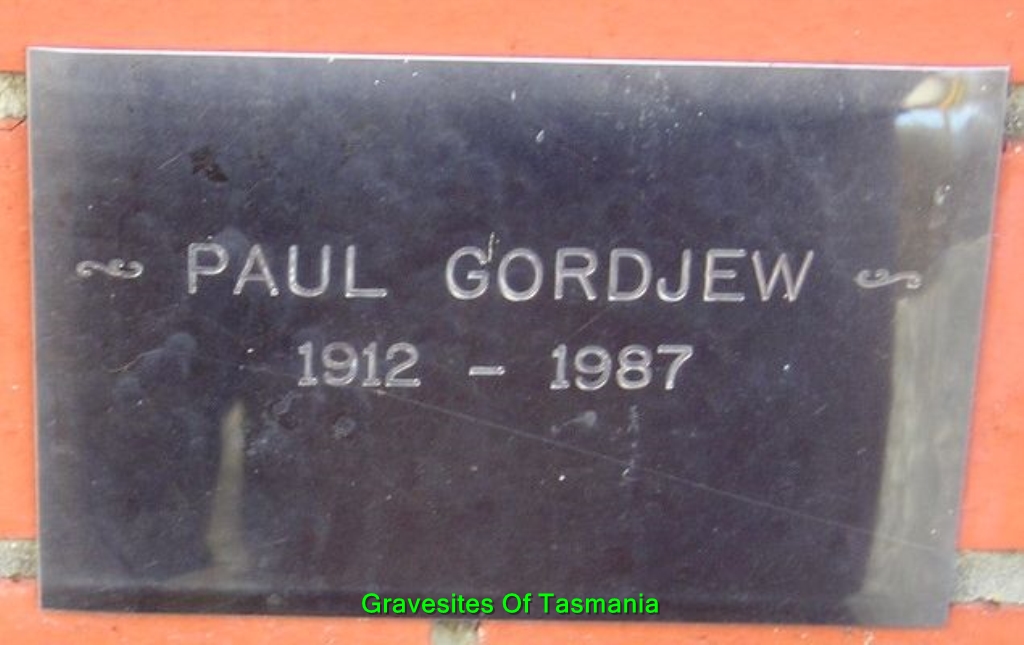 PAUL GORDJEW
1912 - 1987
Gravesites Of Tasmania